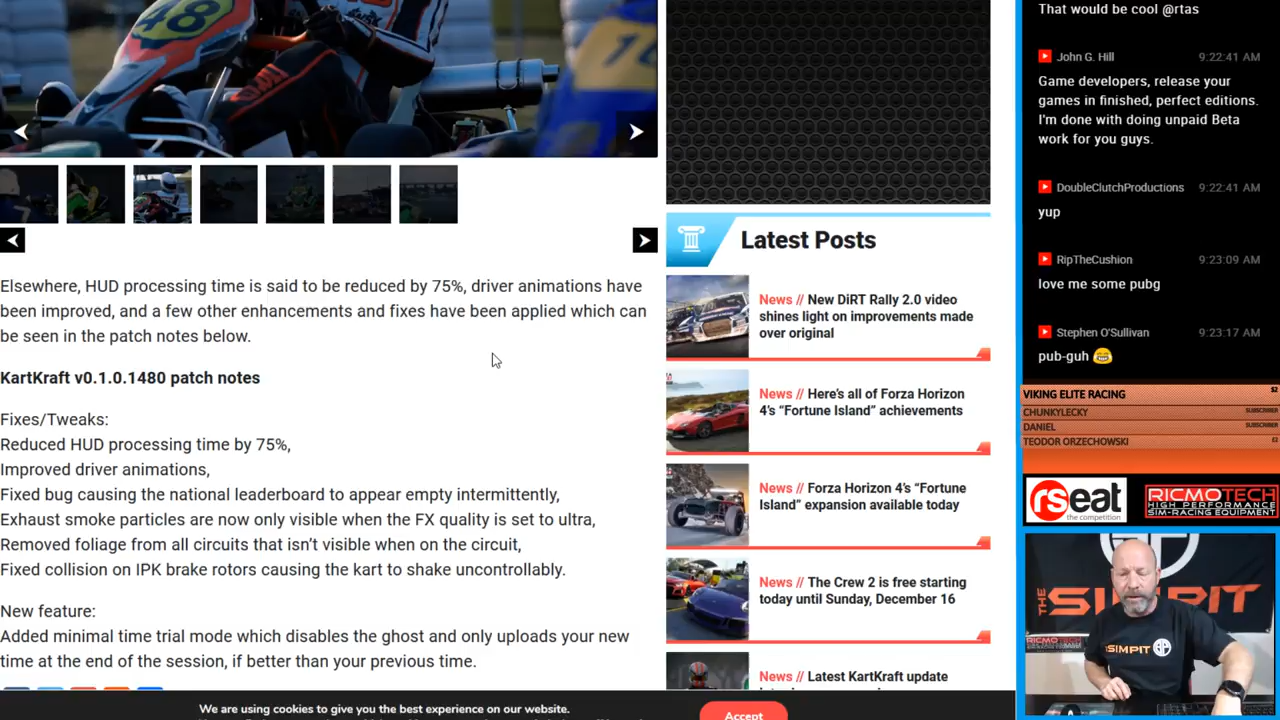 48
Elsewhere, HUD processing time is said to be reduced by 75%, driver animations have
been improved, and a few other enhancements and fixes have been applied which can
be seen in the patch notes below.
KartKraft v0.1.0.1480 patch notes
Fixes/Tweaks:
Reduced HUD processing time by 75%,
Improved driver animations,
Fixed bug causing the national leaderboard to appear empty intermittently,
Exhaust smoke particles are now only visible when the FX quality is set to ultra,
Removed foliage from all circuits that isn't visible when on the circuit,
Fixed collision on IPK brake rotors causing the kart to shake uncontrollably.
New feature:
Added minimal time trial mode which disables the ghost and only uploads your new
time at the end of the session, if better than your previous time.
We are using cookies to give you the best experience on our website.
Accept
Latest Posts
News // New DiRT Rally 2.0 video
shines light on improvements made
over original
News // Here's all of Forza Horizon
4's “Fortune Island” achievements
News // Forza Horizon 4's “Fortune
Island” expansion available today
News // The Crew 2 is free starting
today until Sunday, December 16
News // Latest KartKraft update
That would be cool @rtas
John G. Hill 9:22:41 AM
Game developers, release your
games in finished, perfect editions.
I'm done with doing unpaid Beta
work for you guys.
DoubleClutchProductions 9:22:41 AM
yup
RipTheCushion 9:23:09 AM
love me some pubg
Stephen O'Sullivan 9:23:17 AM
pub-guh 😄
VIKING ELITE RACING $2
CHUNKYLECKY SUBSCRIBER
DANIEL SUBSCRIBER
TEODOR ORZECHOWSKI
rseat
the competition
RICMOTECH
HIGH PERFORMANCE
SIM-RACING EQUIPMENT
THE SIMPIT
RICMOTECH
SIMPIT